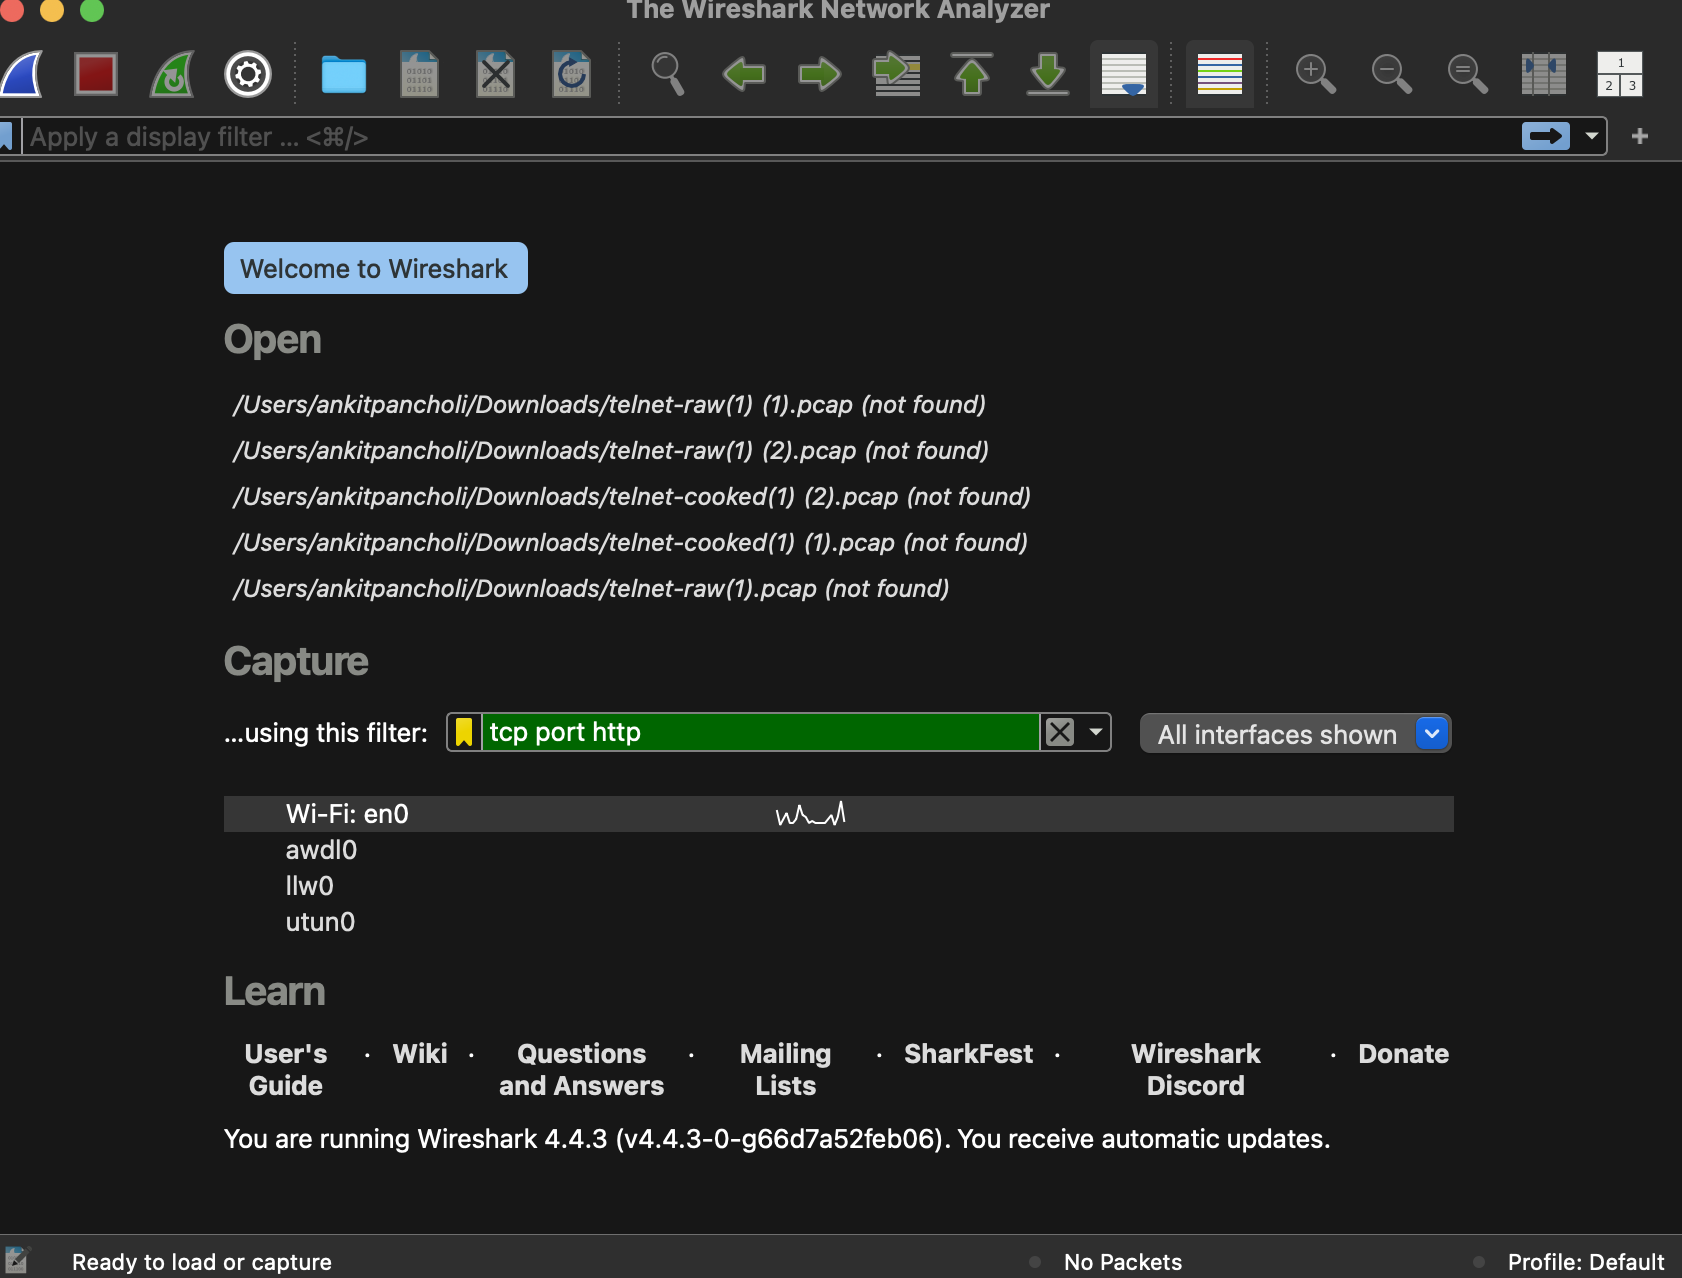 The Wireshark Network Analyzer
1
2 3
Apply a display filter ... <⌘/>
Welcome to Wireshark
Open
/Users/ankitpancholi/Downloads/telnet-raw(1) (1).pcap (not found)
/Users/ankitpancholi/Downloads/telnet-raw(1) (2).pcap (not found)
/Users/ankitpancholi/Downloads/telnet-cooked(1) (2).pcap (not found)
/Users/ankitpancholi/Downloads/telnet-cooked(1) (1).pcap (not found)
/Users/ankitpancholi/Downloads/telnet-raw(1).pcap (not found)
Capture
...using this filter: tcp port http All interfaces shown
Wi-Fi: en0
awdl0
llw0
utun0
Learn
User's Guide · Wiki · Questions and Answers · Mailing Lists · SharkFest · Wireshark Discord · Donate
You are running Wireshark 4.4.3 (v4.4.3-0-g66d7a52feb06). You receive automatic updates.
Ready to load or capture No Packets Profile: Default